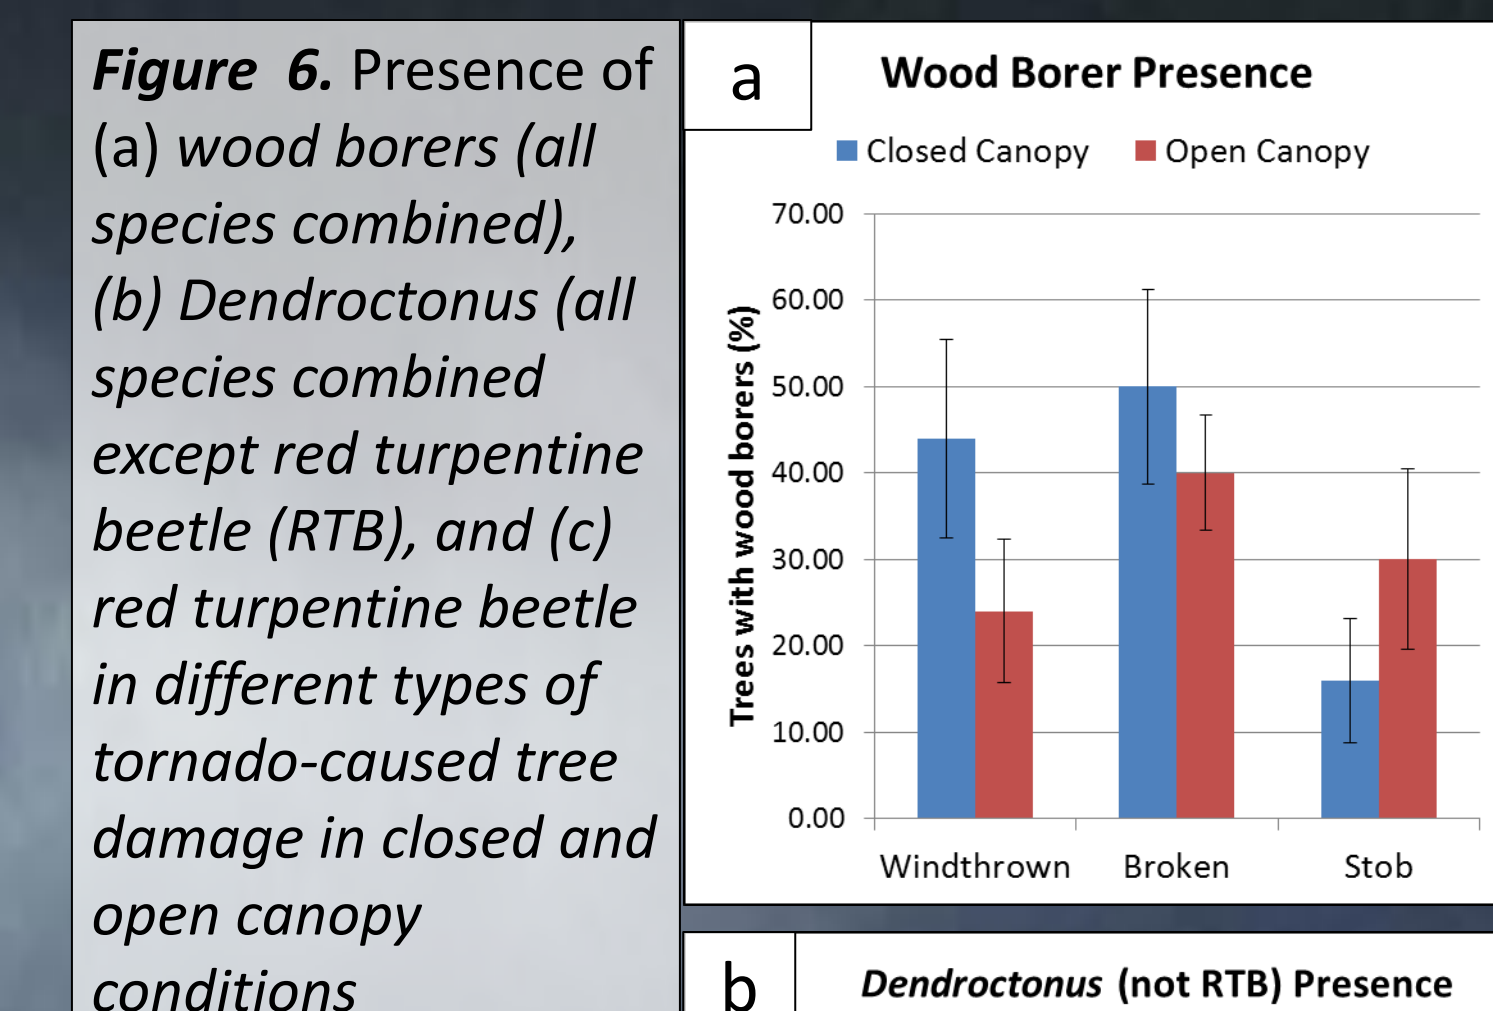 Figure 6. Presence of
(a) wood borers (all
species combined),
(b) Dendroctonus (all
species combined
except red turpentine
beetle (RTB), and (c)
red turpentine beetle
in different types of
tornado-caused tree
damage in closed and
open canopy
conditions
a
Wood Borer Presence
Closed Canopy
Open Canopy
Trees with wood borers (%)
70.00
60.00
50.00
40.00
30.00
20.00
10.00
0.00
Windthrown
Broken
Stob
b
Dendroctonus (not RTB) Presence